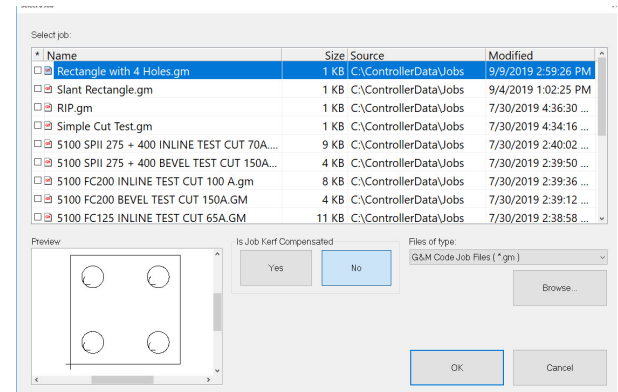 Select job:
* Name Size Source Modified
Rectangle with 4 Holes.gm 1 KB C:\ControllerData\Jobs 9/9/2019 2:59:26 PM
Slant Rectangle.gm 1 KB C:\ControllerData\Jobs 9/4/2019 1:02:25 PM
RIP.gm 1 KB C:\ControllerData\Jobs 7/30/2019 4:36:30 ...
Simple Cut Test.gm 1 KB C:\ControllerData\Jobs 7/30/2019 4:34:16 ...
5100 SPII 275 + 400 INLINE TEST CUT 70A.... 9 KB C:\ControllerData\Jobs 7/30/2019 2:40:02 ...
5100 SPII 275 + 400 BEVEL TEST CUT 150A... 4 KB C:\ControllerData\Jobs 7/30/2019 2:39:50 ...
5100 FC200 INLINE TEST CUT 100 A.gm 8 KB C:\ControllerData\Jobs 7/30/2019 2:39:36 ...
5100 FC200 BEVEL TEST CUT 150A.GM 4 KB C:\ControllerData\Jobs 7/30/2019 2:39:12 ...
5100 FC125 INLINE TEST CUT 65A.GM 11 KB C:\ControllerData\Jobs 7/30/2019 2:38:58 ...
Preview Is Job Kerf Compensated Files of type:
Yes No G&M Code Job Files ( *.gm )
Browse...
OK Cancel